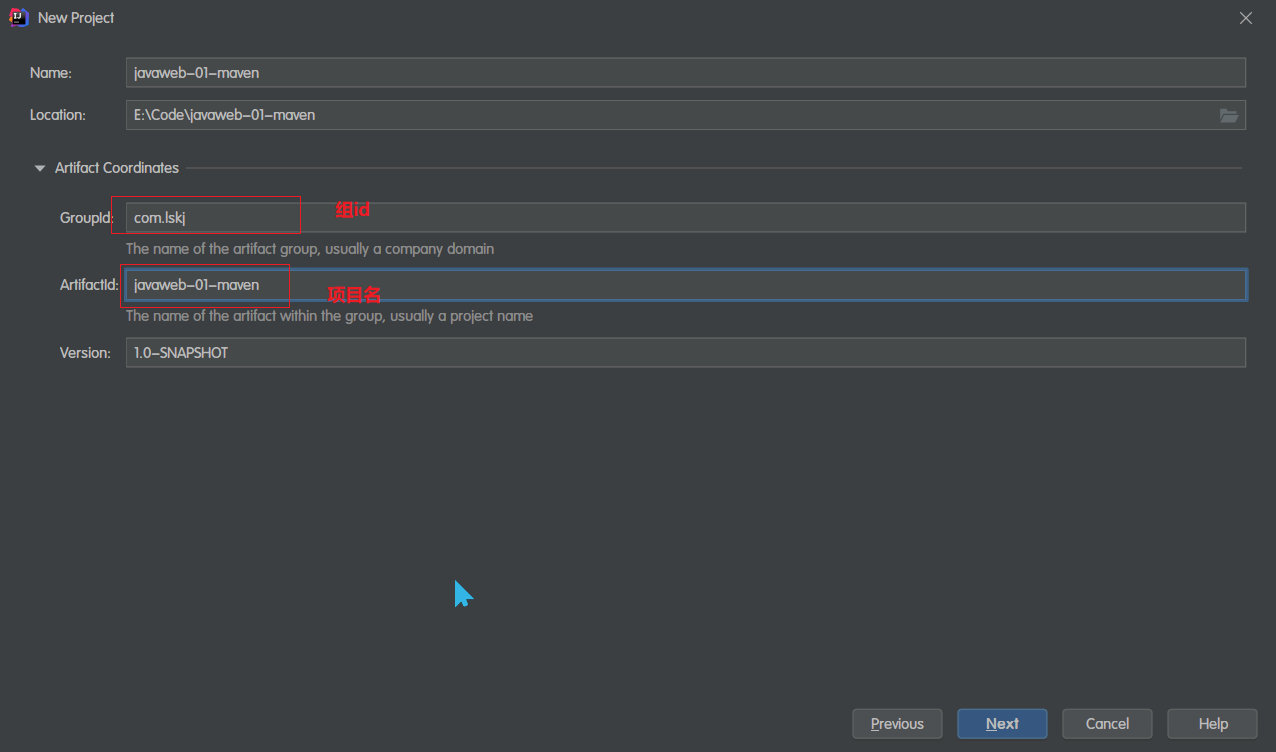 New Project
Name: javaweb-01-maven
Location: E:\Code\javaweb-01-maven
Artifact Coordinates
GroupId: com.lskj 组id
The name of the artifact group, usually a company domain
ArtifactId: javaweb-01-maven 项目名
The name of the artifact within the group, usually a project name
Version: 1.0-SNAPSHOT
Previous Next Cancel Help